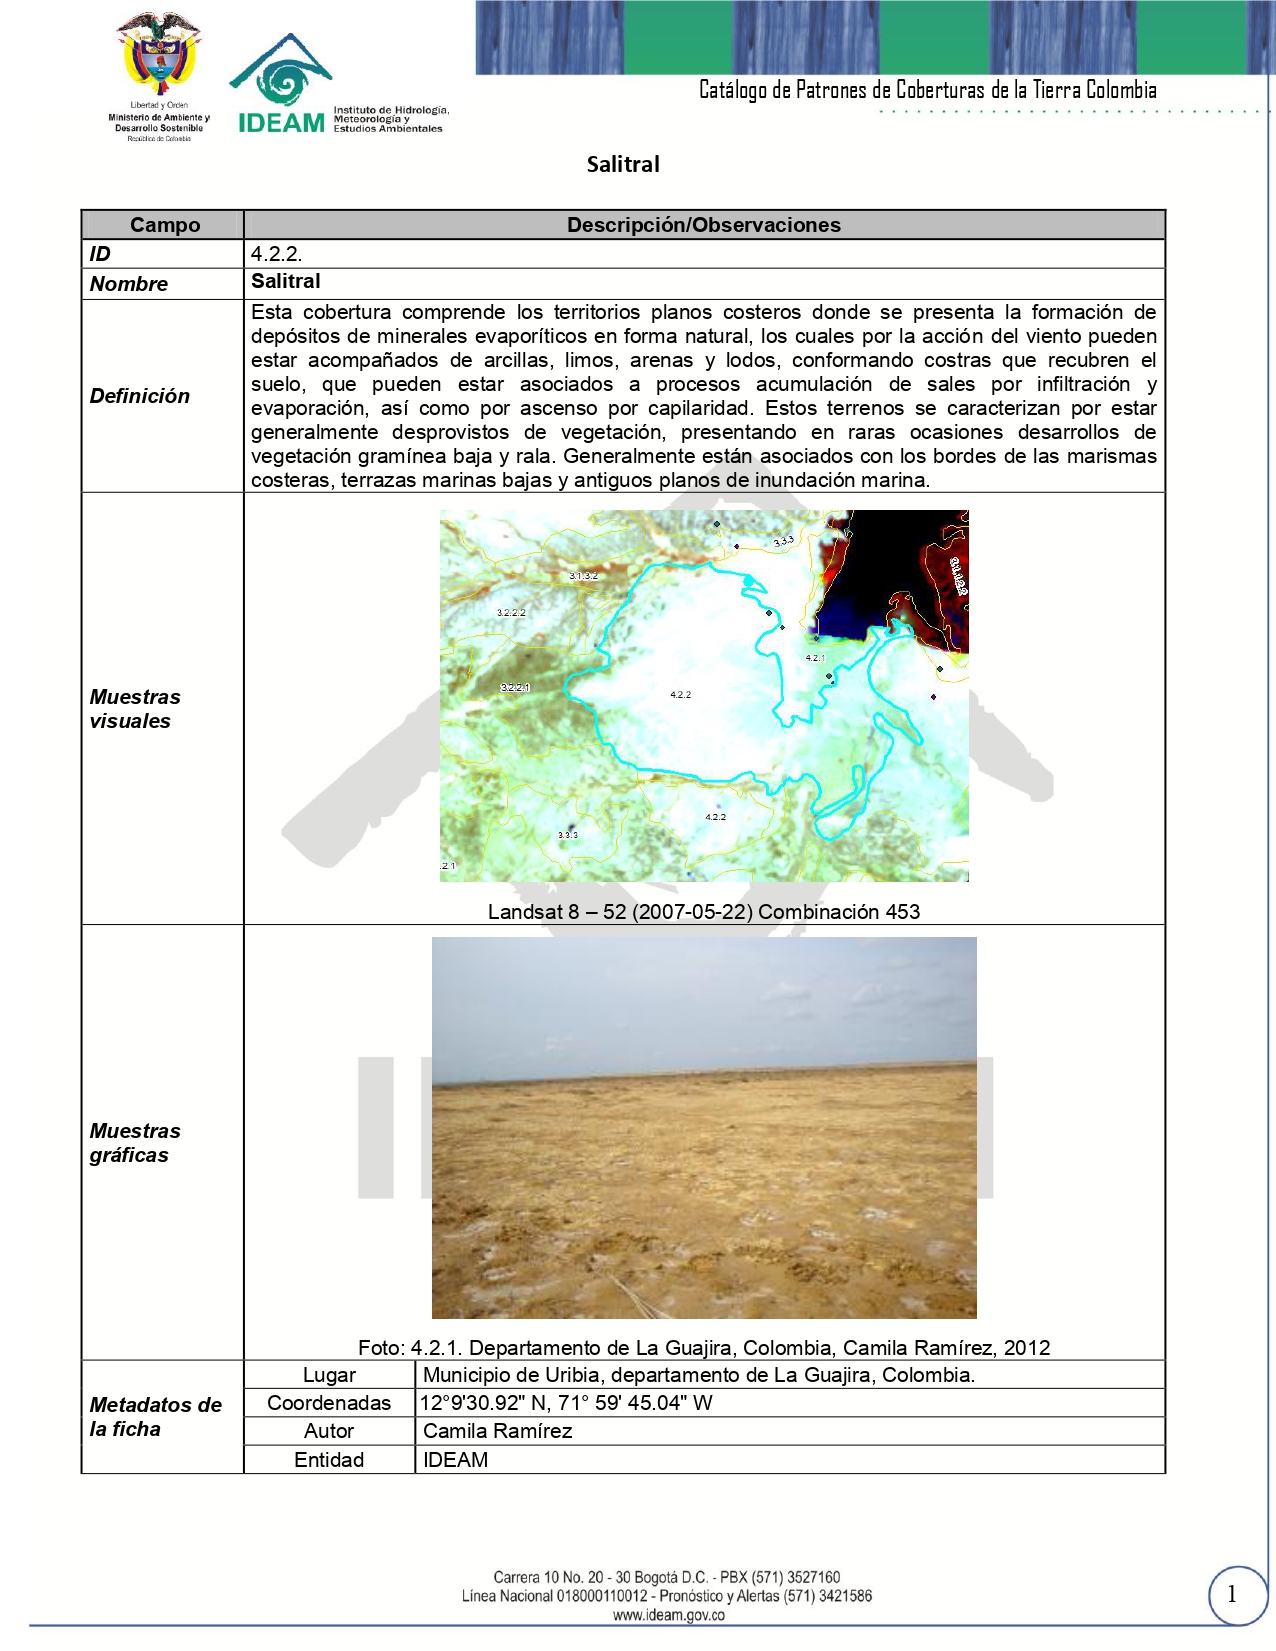 Libertad y Orden
Ministerio de Ambiente y
Desarrollo Sostenible
República de Colombia
IDEAM
Instituto de Hidrología,
Meteorología y
Estudios Ambientales
Catálogo de Patrones de Coberturas de la Tierra Colombia
Salitral
Campo Descripción/Observaciones
ID 4.2.2.
Nombre Salitral
Definición
Esta cobertura comprende los territorios planos costeros donde se presenta la formación de
depósitos de minerales evaporíticos en forma natural, los cuales por la acción del viento pueden
estar acompañados de arcillas, limos, arenas y lodos, conformando costras que recubren el
suelo, que pueden estar asociados a procesos acumulación de sales por infiltración y
evaporación, así como por ascenso por capilaridad. Estos terrenos se caracterizan por estar
generalmente desprovistos de vegetación, presentando en raras ocasiones desarrollos de
vegetación gramínea baja y rala. Generalmente están asociados con los bordes de las marismas
costeras, terrazas marinas bajas y antiguos planos de inundación marina.
Muestras
visuales
3.3.3
3.1.3.2
3.1.1.2.2
3.2.2.2
4.2.1
3.2.2.1
4.2.2
4.2.2
3.3.3
.2.1
Landsat 8 – 52 (2007-05-22) Combinación 453
Muestras
gráficas
Foto: 4.2.1. Departamento de La Guajira, Colombia, Camila Ramírez, 2012
Metadatos de
la ficha
Lugar Municipio de Uribia, departamento de La Guajira, Colombia.
Coordenadas 12°9'30.92" N, 71° 59' 45.04" W
Autor Camila Ramírez
Entidad IDEAM
Carrera 10 No. 20 - 30 Bogotá D.C. - PBX (571) 3527160
Línea Nacional 018000110012 - Pronóstico y Alertas (571) 3421586
www.ideam.gov.co
1